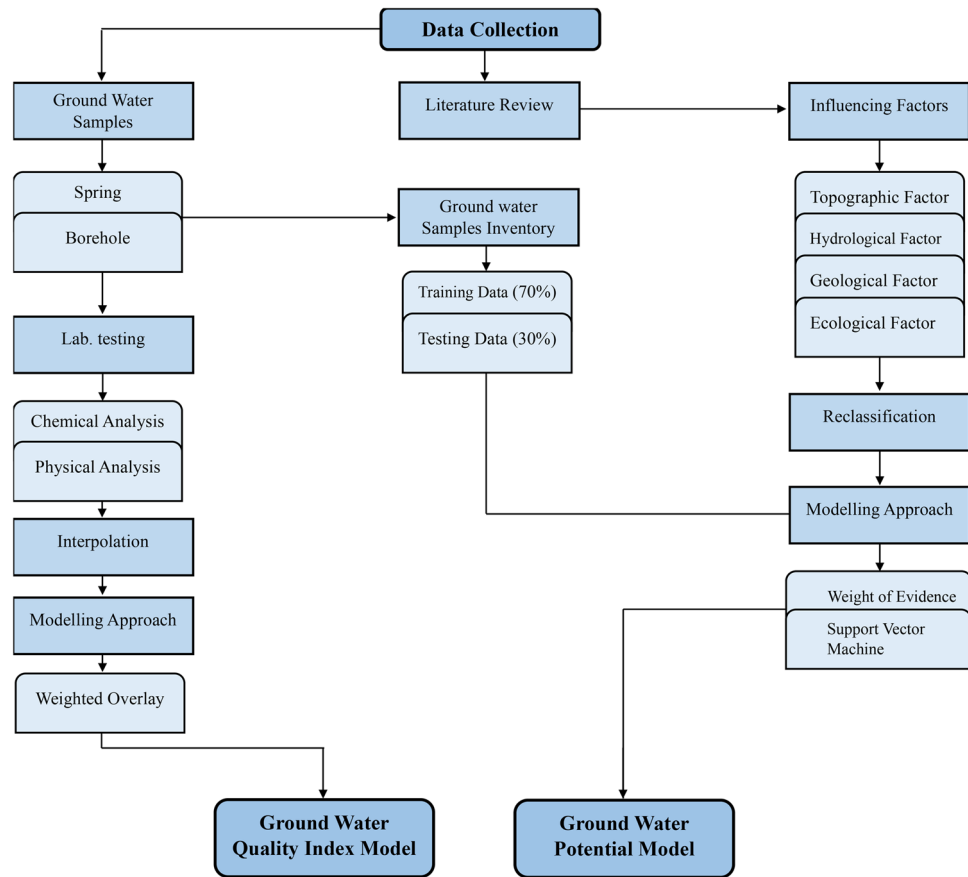 Data Collection
Ground Water
Samples
Literature Review
Influencing Factors
Spring
Borehole
Ground water
Samples Inventory
Topographic Factor
Hydrological Factor
Geological Factor
Ecological Factor
Training Data (70%)
Testing Data (30%)
Lab. testing
Chemical Analysis
Physical Analysis
Reclassification
Interpolation
Modelling Approach
Modelling Approach
Weight of Evidence
Support Vector
Machine
Weighted Overlay
Ground Water
Quality Index Model
Ground Water
Potential Model